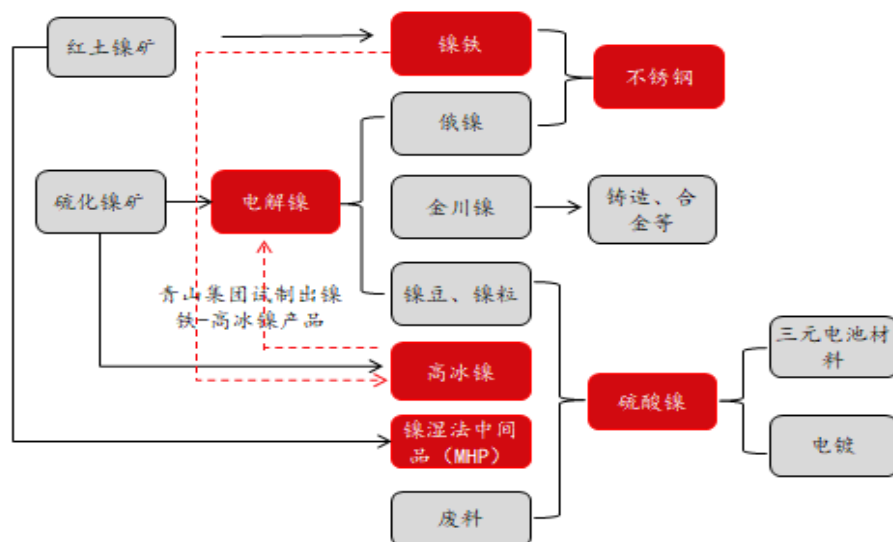 红土镍矿
镍铁
不锈钢
俄镍
硫化镍矿
电解镍
金川镍
铸造、合
金等
青山集团试制出镍
铁-高冰镍产品
镍豆、镍粒
三元电池材
料
高冰镍
硫酸镍
镍湿法中间
品（MHP）
电镀
废料